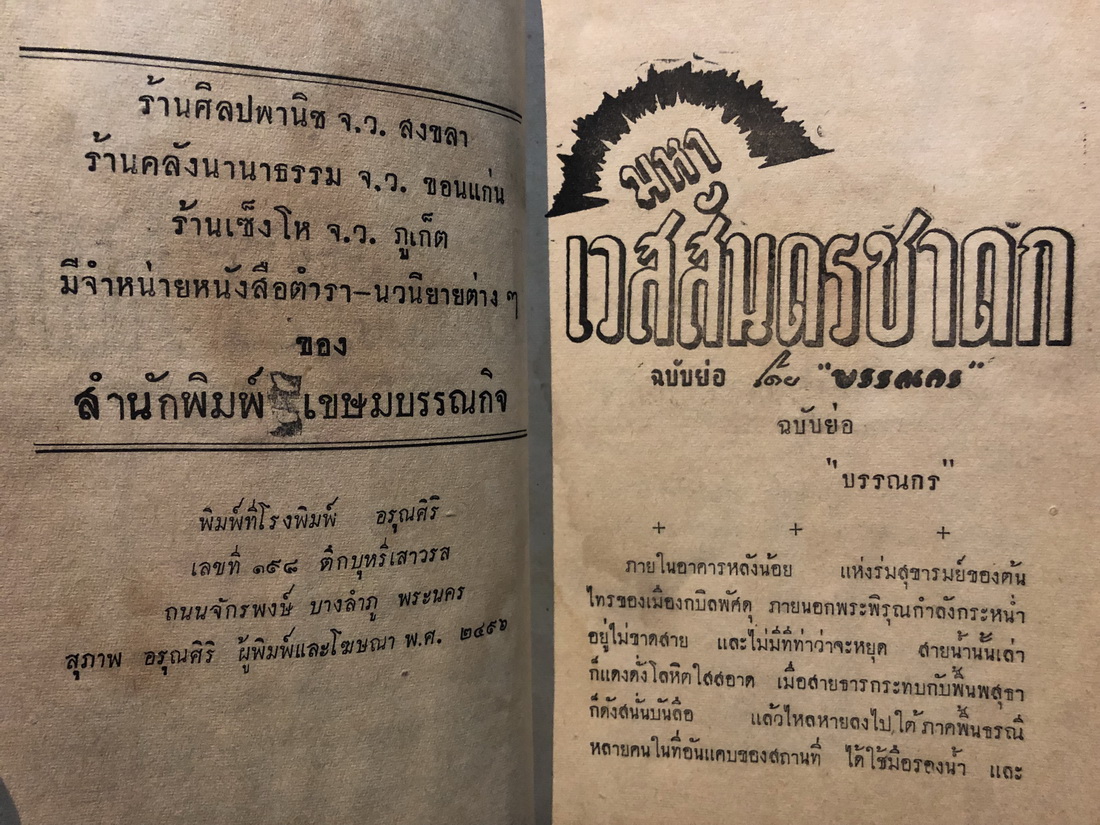 ร้านศิลปพานิช จ.ว. สงขลา
ร้านคลังนานาธรรม จ.ว. ขอนแก่น
ร้านเซ็งโห จ.ว. ภูเก็ต
มีจำหน่ายหนังสือตำรา–นวนิยายต่าง ๆ
ของ
สำนักพิมพ์ เขษมบรรณกิจ
พิมพ์ที่โรงพิมพ์ อรุณศิริ
เลขที่ ๑๙๘ ตึกบุหรี่เสาวรส
ถนนจักรพงษ์ บางลำภู พระนคร
สุภาพ อรุณศิริ ผู้พิมพ์และโฆษณา พ.ศ. ๒๔๙๖
มหา
เวสสันดรชาดก
ฉบับย่อ โดย "บรรณกร"
ฉบับย่อ
"บรรณกร"
+ + +
ภายในอาคารหลังน้อย แห่งร่มสุขารมย์ของต้น
ไทรของเมืองกบิลพัศดุ ภายนอกพระพิรุณกำลังกระหน่ำ
อยู่ไม่ขาดสาย และไม่มีที่ท่าว่าจะหยุด สายน้ำนั้นเล่า
ก็แดงดั่งโลหิตใสสอาด เมื่อสายธารกระทบกับพื้นพสุธา
ก็ดังสนั่นบันลือ แล้วไหลหายลงไปใต้ภาคพื้นธรณี
หลายคนในที่อันแคบของสถานที่ ได้ใช้มือรองน้ำ และ